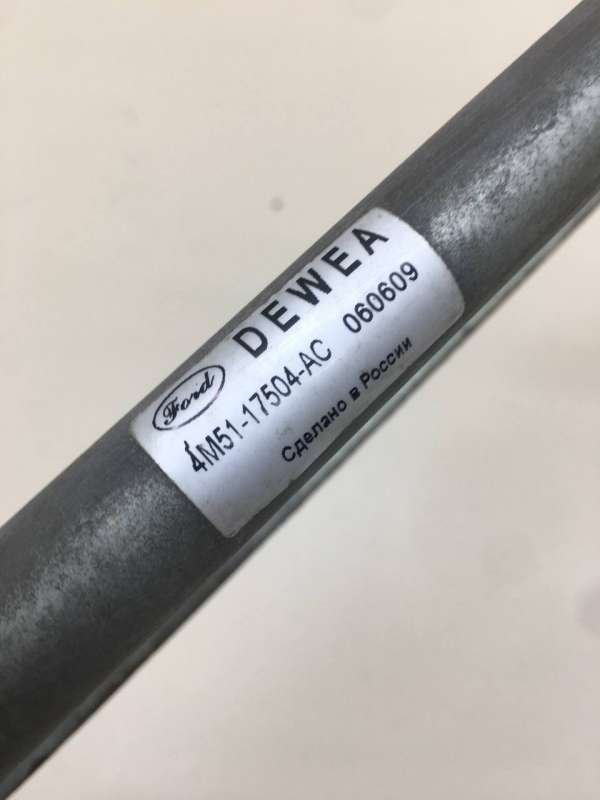 Ford DEWEA
4M51-17504-AC 060609
Сделано в России